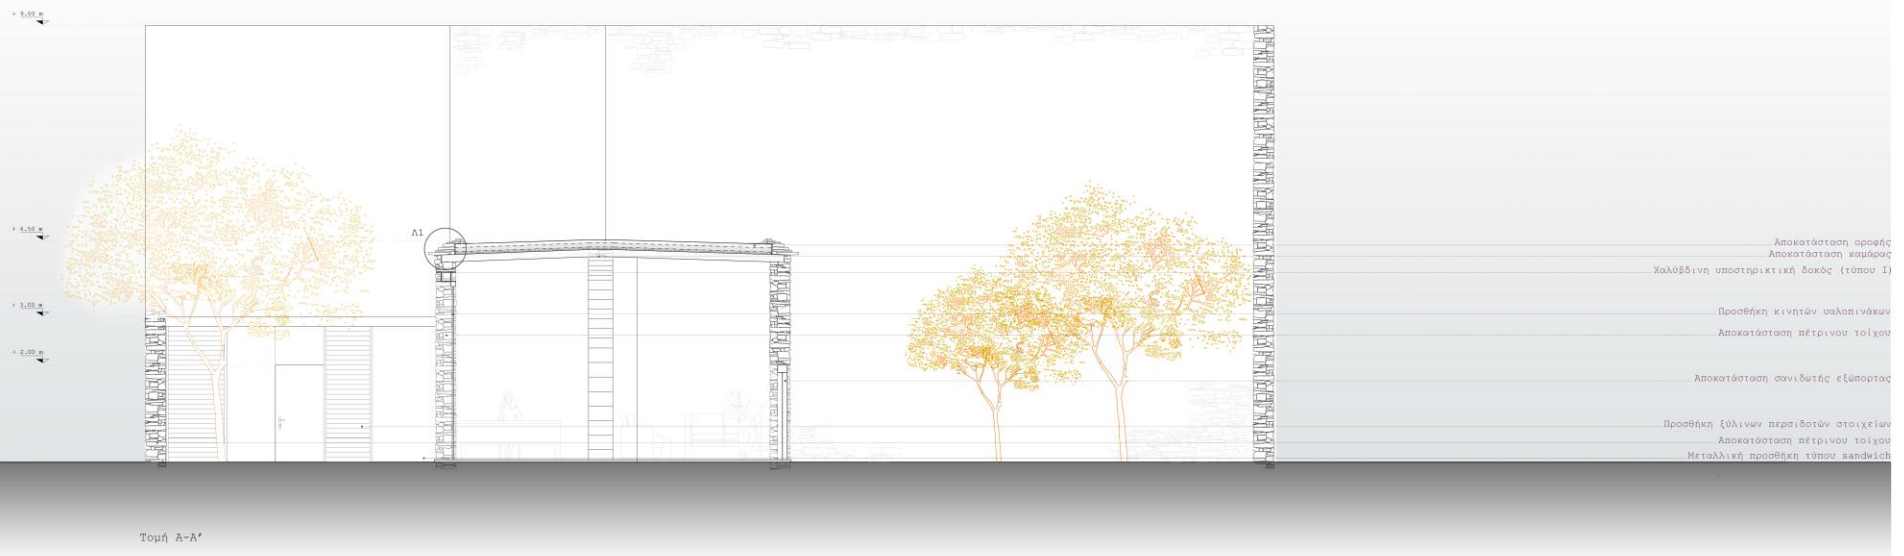 + 9.00 m
+ 4.50 m
+ 3.00 m
+ 2.00 m
Λ1
Αποκατάσταση οροφής
Αποκατάσταση καμάρας
Χαλύβδινη υποστηρικτική δοκός (τύπου Ι)
Προσθήκη κινητών υαλοπινάκων
Αποκατάσταση πέτρινου τοίχου
Αποκατάσταση σανιδωτής εξώπορτας
Προσθήκη ξύλινων περσιδοτών στοιχείων
Αποκατάσταση πέτρινου τοίχου
Μεταλλική προσθήκη τύπου sandwich
Τομή Α-Α’